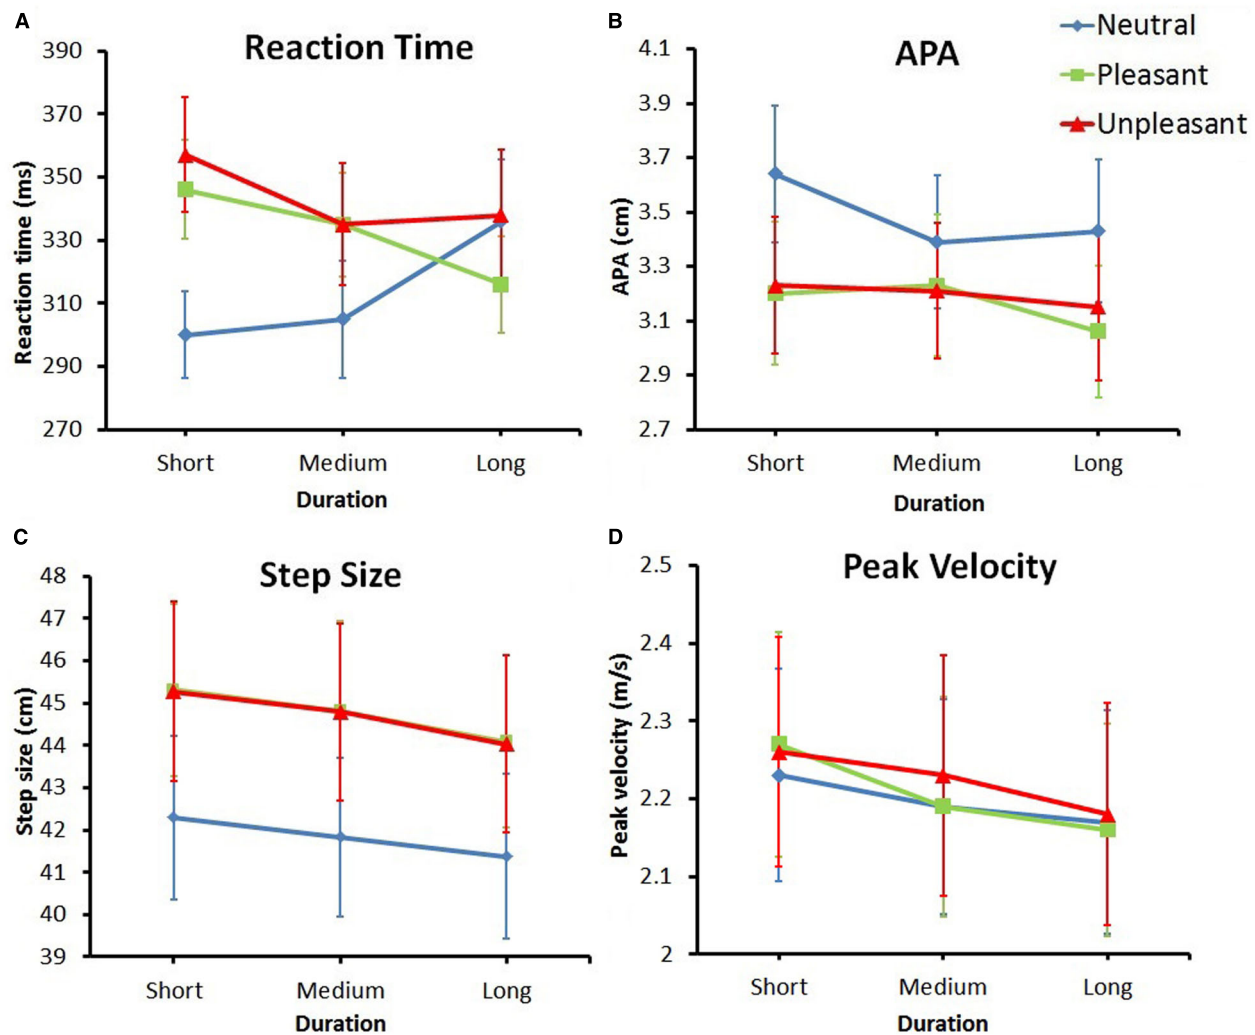 A
Reaction Time
390
370
350
330
310
290
270
Reaction time (ms)
Short Medium Long
Duration
B
APA
4.1
3.9
3.7
3.5
3.3
3.1
2.9
2.7
APA (cm)
Short Medium Long
Duration
Neutral
Pleasant
Unpleasant
C
Step Size
48
47
46
45
44
43
42
41
40
39
Step size (cm)
Short Medium Long
Duration
D
Peak Velocity
2.5
2.4
2.3
2.2
2.1
2
Peak velocity (m/s)
Short Medium Long
Duration